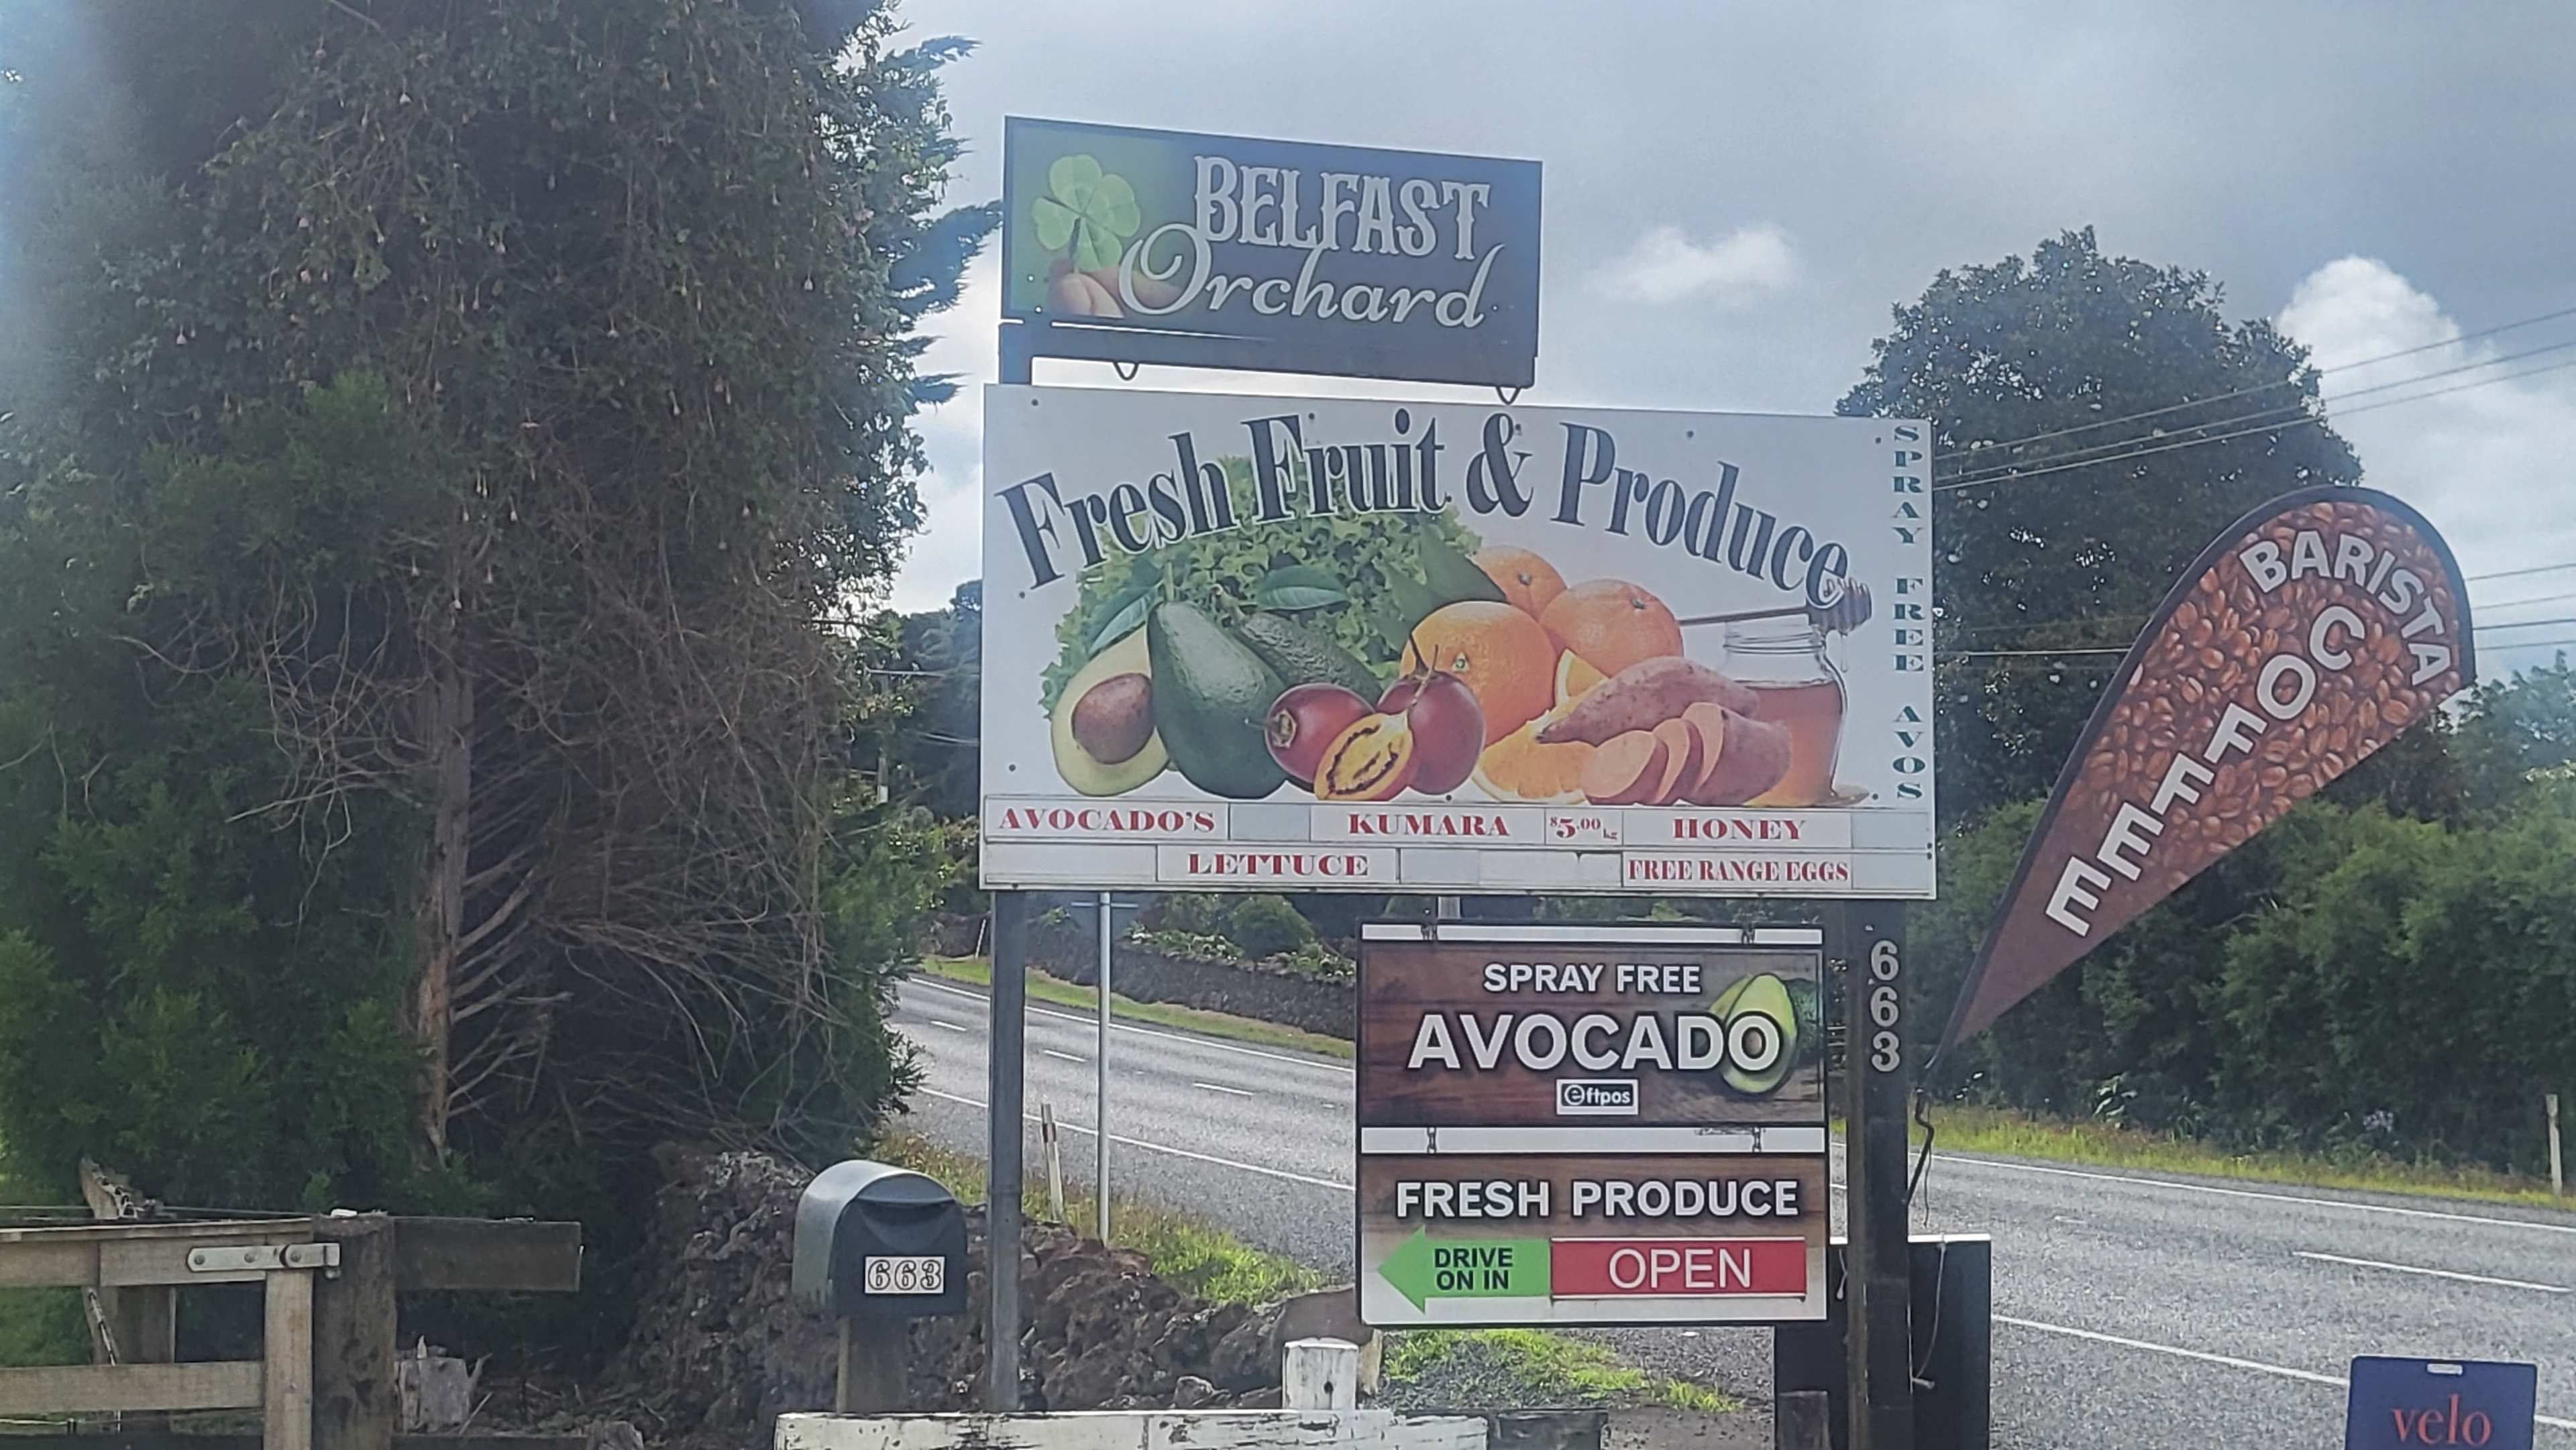 BELFAST
Orchard
Fresh Fruit & Produce
SPRAY FREE AVOS
AVOCADO'S
KUMARA $5.00 kg
HONEY
LETTUCE
FREE RANGE EGGS
BARISTA
COFFEE
SPRAY FREE
AVOCADO
eftpos
663
FRESH PRODUCE
DRIVE
ON IN
OPEN
663
velo